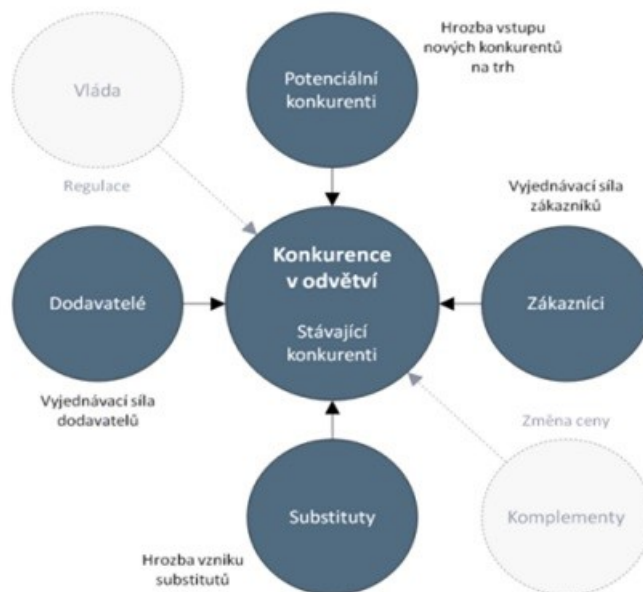 Hrozba vstupu
nových konkurentů
na trh
Potenciální
konkurenti
Vláda
Regulace
Vyjednávací síla
zákazníků
Konkurence
v odvětví
Stávající
konkurenti
Dodavatelé
Zákazníci
Vyjednávací síla
dodavatelů
Změna ceny
Substituty
Komplementy
Hrozba vzniku
substitutů